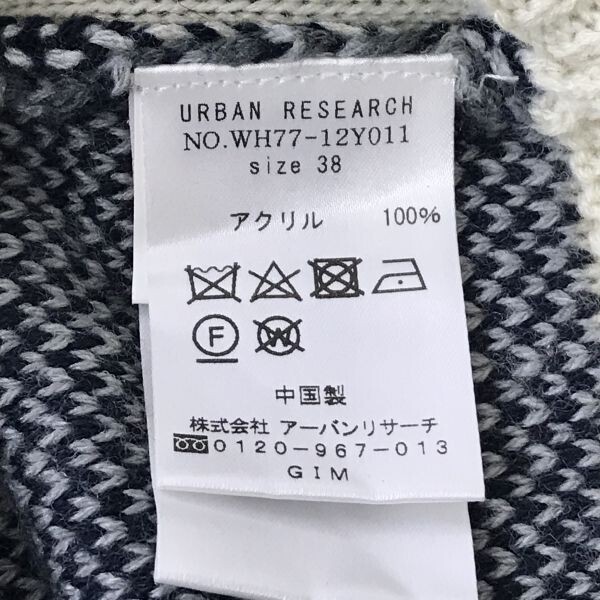 URBAN RESEARCH
NO.WH77-12Y011
size 38
アクリル 100%
F W
中国製
株式会社 アーバンリサーチ
0120-967-013
GIM